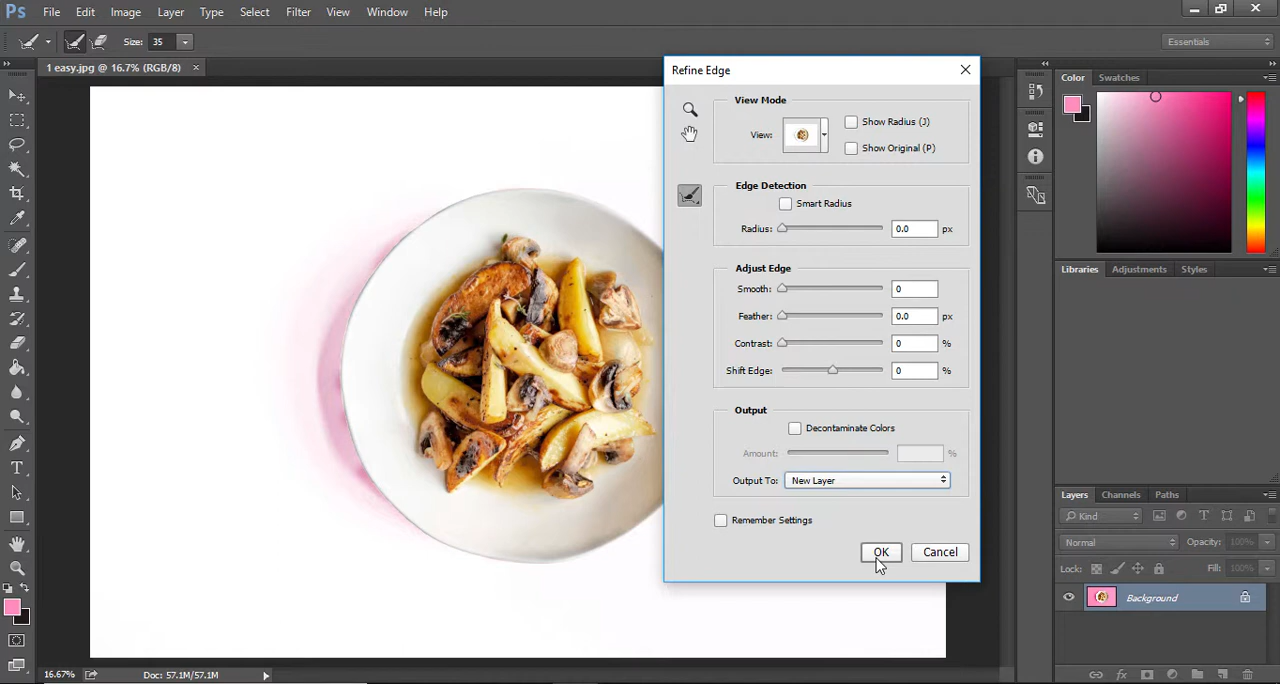 Ps File Edit Image Layer Type Select Filter View Window Help
Size: 35 Essentials
1 easy.jpg @ 16.7% (RGB/8) ×
Refine Edge
View Mode
View: Show Radius (J)
Show Original (P)
Edge Detection
Smart Radius
Radius: 0.0 px
Adjust Edge
Smooth: 0
Feather: 0.0 px
Contrast: 0 %
Shift Edge: 0 %
Output
Decontaminate Colors
Amount: %
Output To: New Layer
Remember Settings
OK Cancel
Color Swatches
Libraries Adjustments Styles
Layers Channels Paths
Kind
Normal Opacity: 100%
Lock: Fill: 100%
Background
16.67% Doc: 57.1M/57.1M